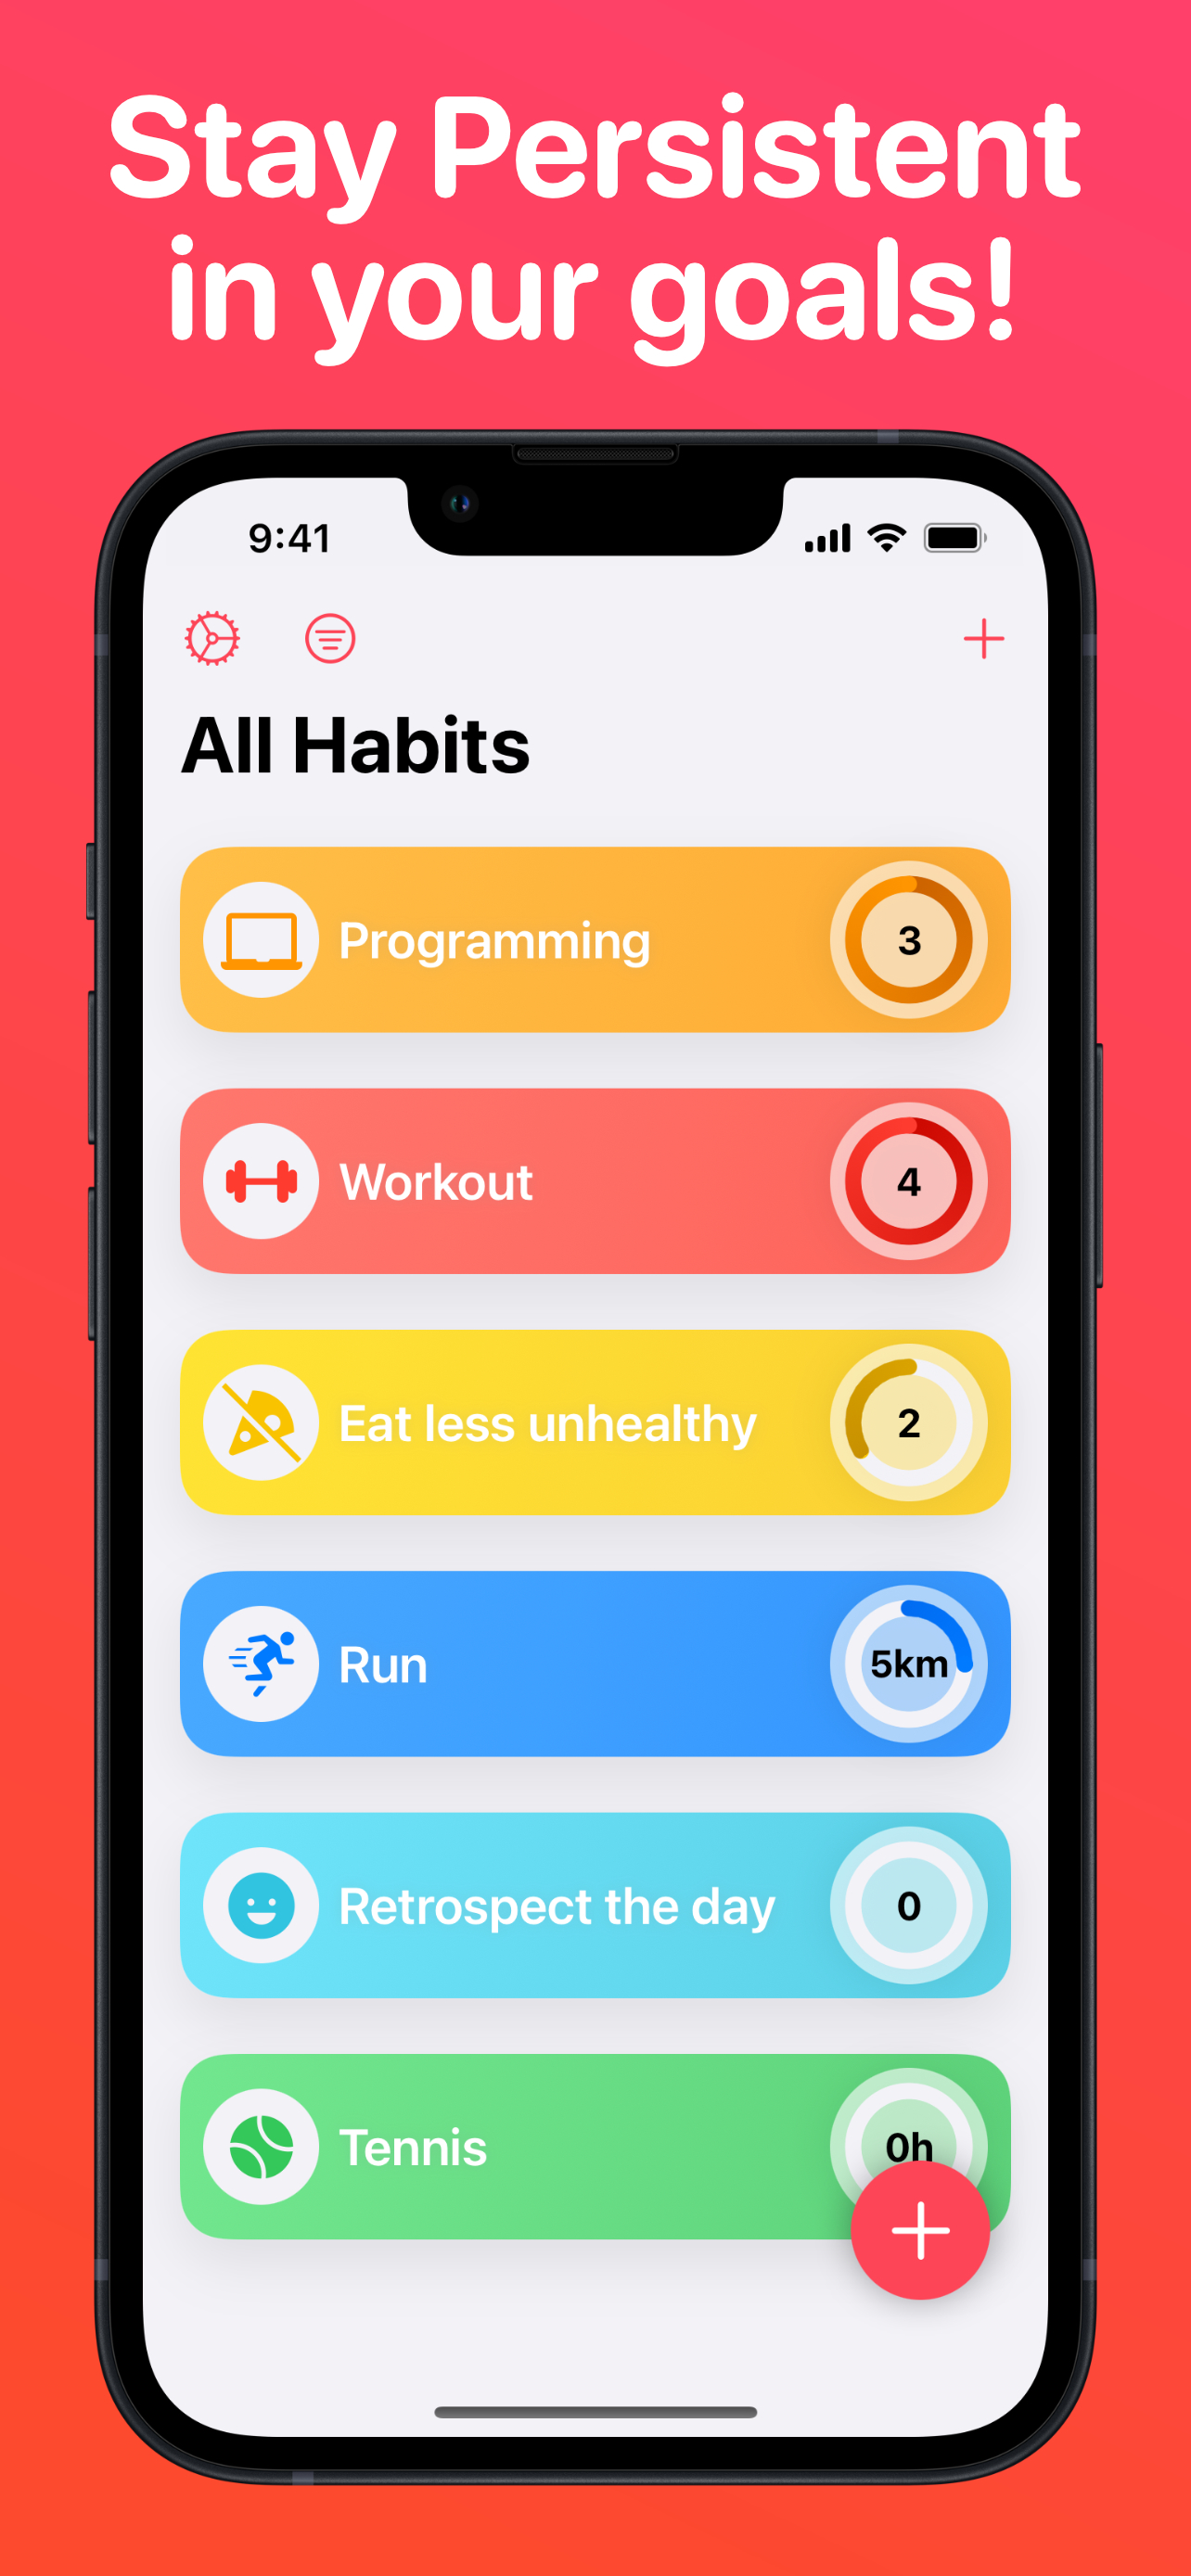 Stay Persistent
in your goals!
9:41
All Habits
Programming
3
Workout
4
Eat less unhealthy
2
Run
5km
Retrospect the day
0
Tennis
0h